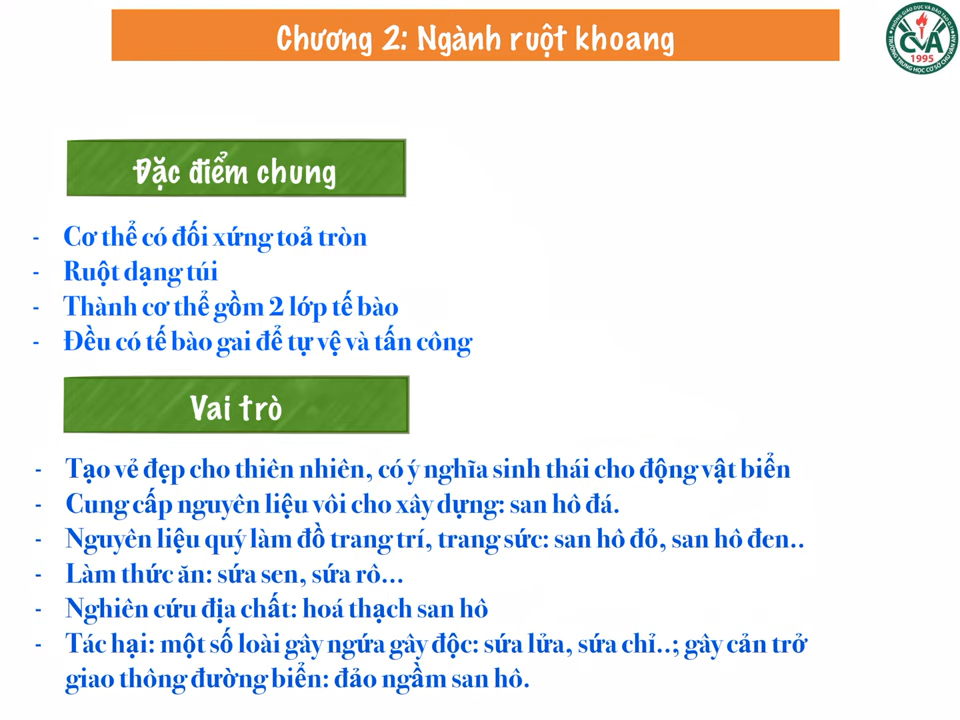 Chương 2: Ngành ruột khoang
CVA
1995
Đặc điểm chung
- Cơ thể có đối xứng toả tròn
- Ruột dạng túi
- Thành cơ thể gồm 2 lớp tế bào
- Đều có tế bào gai để tự vệ và tấn công
Vai trò
- Tạo vẻ đẹp cho thiên nhiên, có ý nghĩa sinh thái cho động vật biển
- Cung cấp nguyên liệu vôi cho xây dựng: san hô đá.
- Nguyên liệu quý làm đồ trang trí, trang sức: san hô đỏ, san hô đen..
- Làm thức ăn: sứa sen, sứa rô...
- Nghiên cứu địa chất: hoá thạch san hô
- Tác hại: một số loài gây ngứa gây độc: sứa lửa, sứa chỉ..; gây cản trở
giao thông đường biển: đảo ngầm san hô.